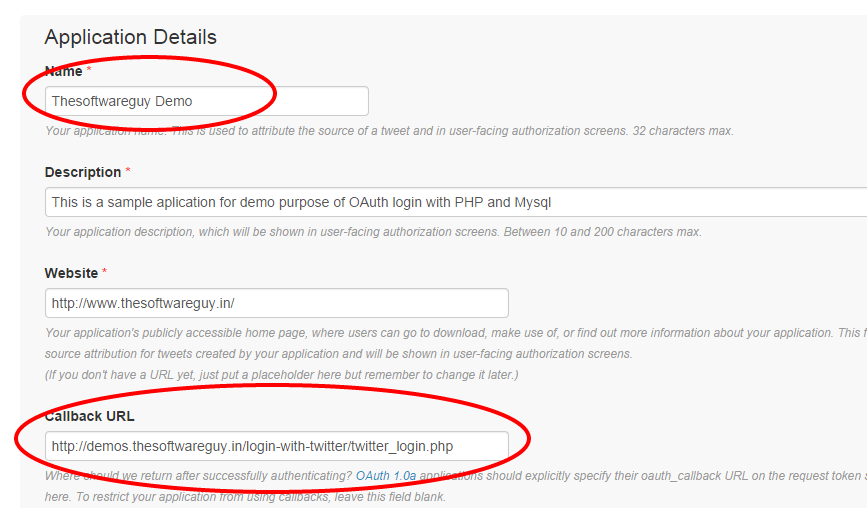 Application Details
Name *
Thesoftwareguy Demo
Your application name. This is used to attribute the source of a tweet and in user-facing authorization screens. 32 characters max.
Description *
This is a sample aplication for demo purpose of OAuth login with PHP and Mysql
Your application description, which will be shown in user-facing authorization screens. Between 10 and 200 characters max.
Website *
http://www.thesoftwareguy.in/
Your application's publicly accessible home page, where users can go to download, make use of, or find out more information about your application. This
source attribution for tweets created by your application and will be shown in user-facing authorization screens.
(If you don't have a URL yet, just put a placeholder here but remember to change it later.)
Callback URL
http://demos.thesoftwareguy.in/login-with-twitter/twitter_login.php
Where should we return after successfully authenticating? OAuth 1.0a applications should explicitly specify their oauth_callback URL on the request token
here. To restrict your application from using callbacks, leave this field blank.